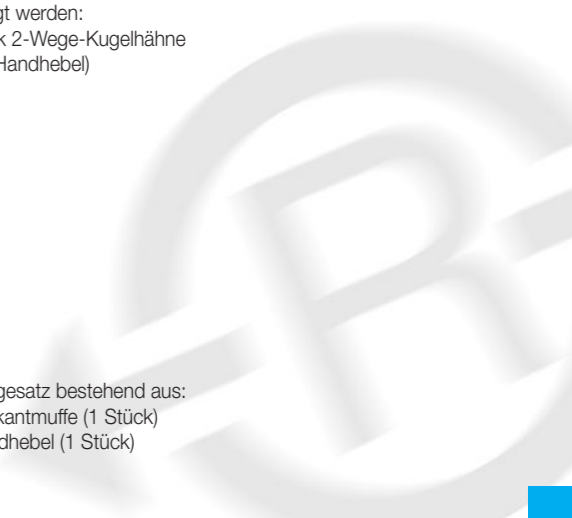 gt werden:
k 2-Wege-Kugelhähne
Handhebel)
gesatz bestehend aus:
kantmuffe (1 Stück)
dhebel (1 Stück)
R